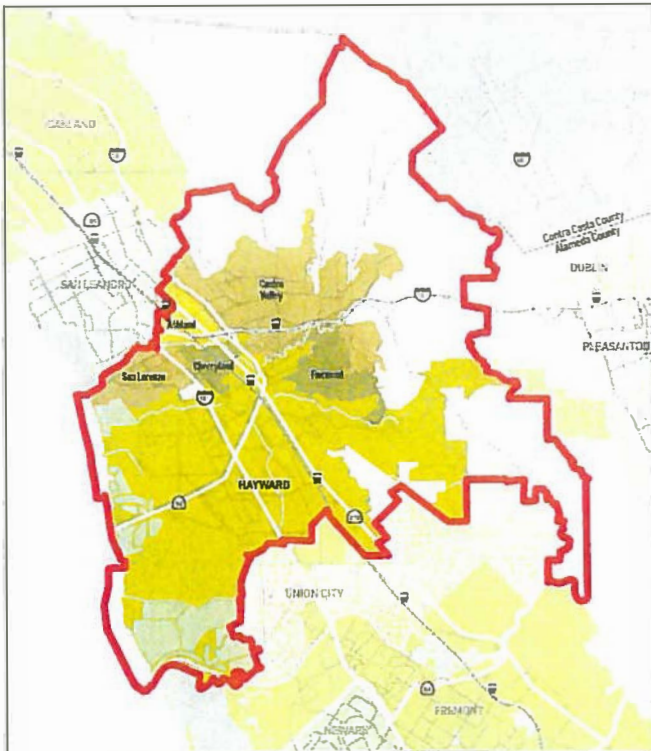 OAKLAND
Contra Costa County
Alameda County
DUBLIN
SAN LEANDRO
Castro
Valley
PLEASANTON
Ashland
Cherryland
San Lorenzo
Fairview
HAYWARD
UNION CITY
FREMONT
NEWARK